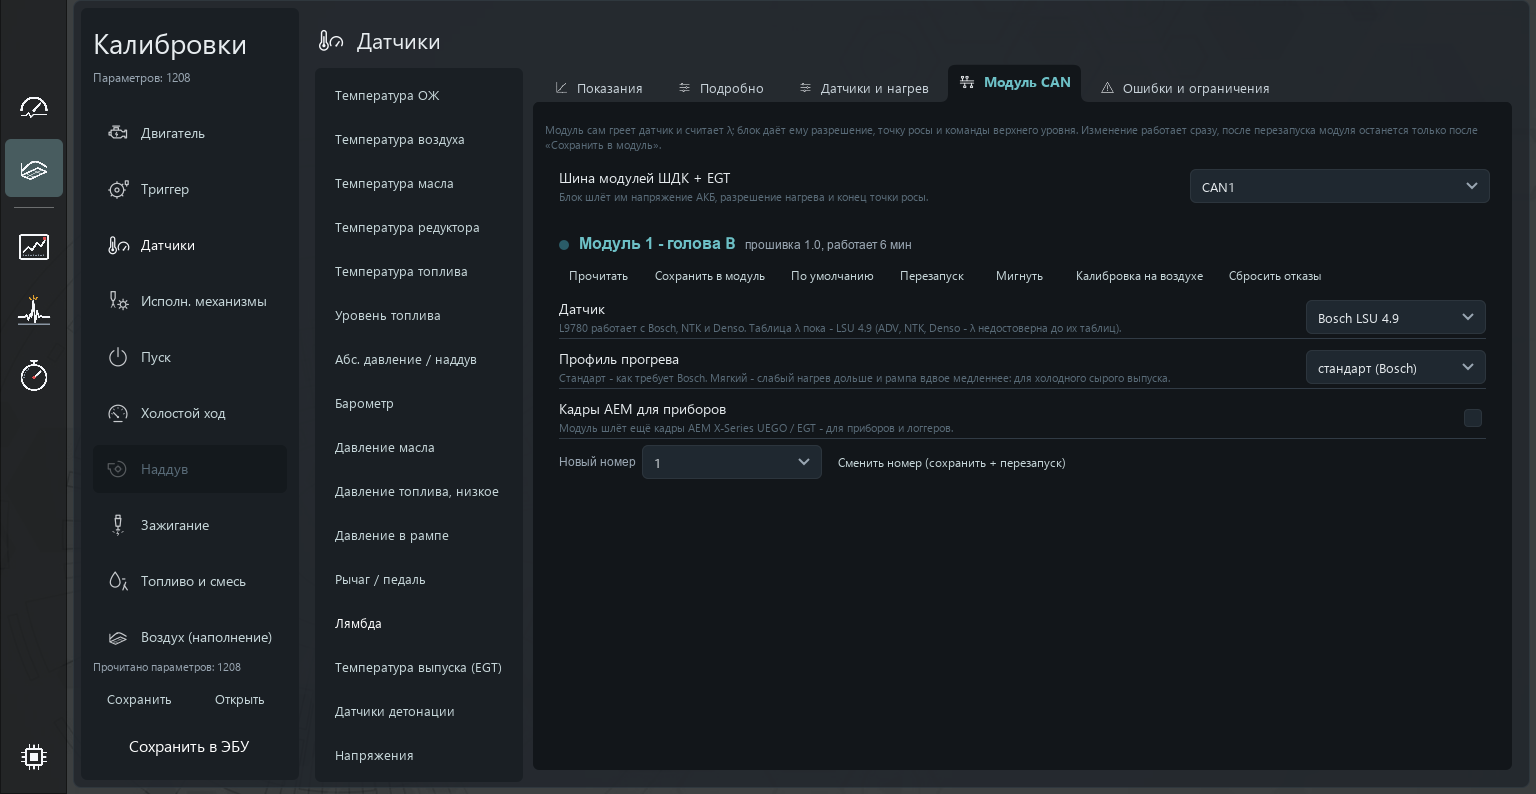 Калибровки
Параметров: 1208
Двигатель
Триггер
Датчики
Исполн. механизмы
Пуск
Холостой ход
Наддув
Зажигание
Топливо и смесь
Воздух (наполнение)
Прочитано параметров: 1208
Сохранить Открыть
Сохранить в ЭБУ
Датчики
Температура ОЖ
Температура воздуха
Температура масла
Температура редуктора
Температура топлива
Уровень топлива
Абс. давление / наддув
Барометр
Давление масла
Давление топлива, низкое
Давление в рампе
Рычаг / педаль
Лямбда
Температура выпуска (EGT)
Датчики детонации
Напряжения
Показания Подробно Датчики и нагрев Модуль CAN Ошибки и ограничения
Модуль сам греет датчик и считает λ; блок даёт ему разрешение, точку росы и команды верхнего уровня. Изменение работает сразу, после перезапуска модуля останется только после
«Сохранить в модуль».
Шина модулей ШДК + EGT
CAN1
Блок шлёт им напряжение АКБ, разрешение нагрева и конец точки росы.
Модуль 1 - голова B прошивка 1.0, работает 6 мин
Прочитать Сохранить в модуль По умолчанию Перезапуск Мигнуть Калибровка на воздухе Сбросить отказы
Датчик
Bosch LSU 4.9
L9780 работает с Bosch, NTK и Denso. Таблица λ пока - LSU 4.9 (ADV, NTK, Denso - λ недостоверна до их таблиц).
Профиль прогрева
стандарт (Bosch)
Стандарт - как требует Bosch. Мягкий - слабый нагрев дольше и рампа вдвое медленнее: для холодного сырого выпуска.
Кадры AEM для приборов
Модуль шлёт ещё кадры AEM X-Series UEGO / EGT - для приборов и логгеров.
Новый номер 1 Сменить номер (сохранить + перезапуск)